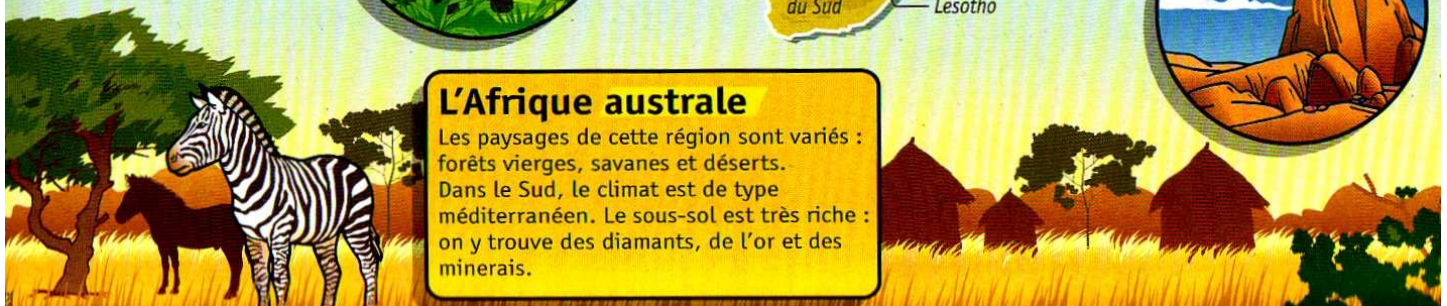 du Sud
Lesotho
L'Afrique australe
Les paysages de cette région sont variés :
forêts vierges, savanes et déserts.
Dans le Sud, le climat est de type
méditerranéen. Le sous-sol est très riche :
on y trouve des diamants, de l'or et des
minerais.